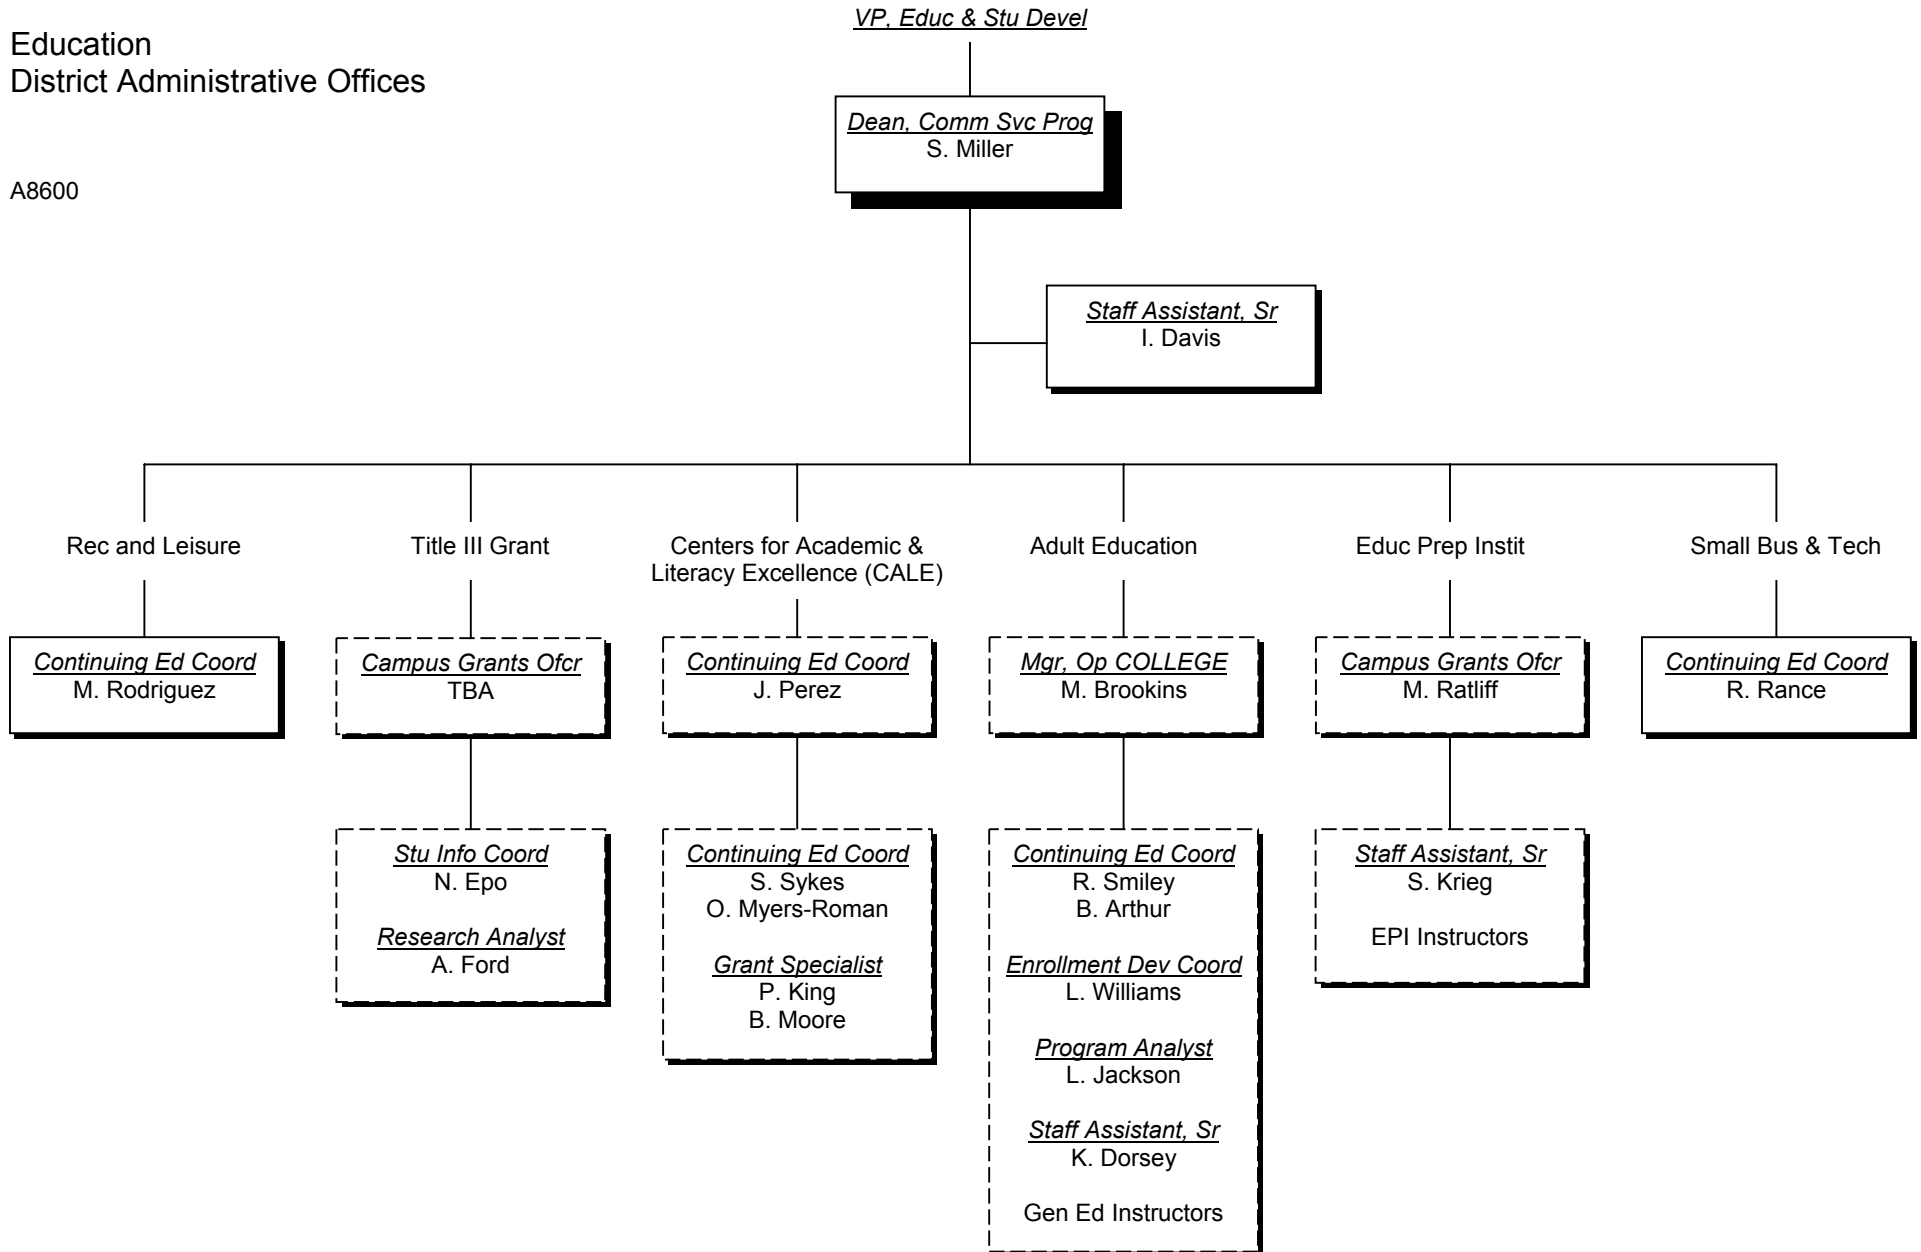 VP, Educ & Stu Devel
Education
District Administrative Offices
A8600
Dean, Comm Svc Prog
S. Miller
Staff Assistant, Sr
I. Davis
Rec and Leisure
Continuing Ed Coord
M. Rodriguez
Title III Grant
Campus Grants Ofcr
TBA
Stu Info Coord
N. Epo
Research Analyst
A. Ford
Centers for Academic &
Literacy Excellence (CALE)
Continuing Ed Coord
J. Perez
Continuing Ed Coord
S. Sykes
O. Myers-Roman
Grant Specialist
P. King
B. Moore
Adult Education
Mgr, Op COLLEGE
M. Brookins
Continuing Ed Coord
R. Smiley
B. Arthur
Enrollment Dev Coord
L. Williams
Program Analyst
L. Jackson
Staff Assistant, Sr
K. Dorsey
Gen Ed Instructors
Educ Prep Instit
Campus Grants Ofcr
M. Ratliff
Staff Assistant, Sr
S. Krieg
EPI Instructors
Small Bus & Tech
Continuing Ed Coord
R. Rance